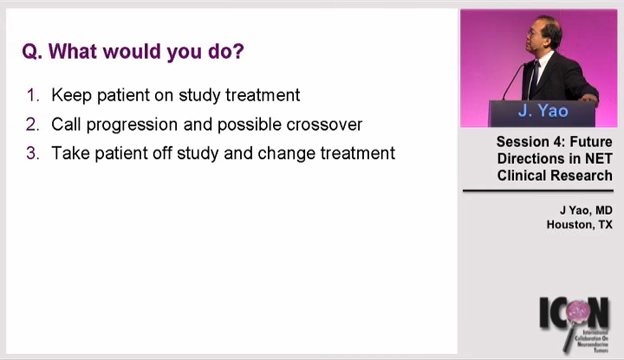 Q. What would you do?
1. Keep patient on study treatment
2. Call progression and possible crossover
3. Take patient off study and change treatment
J. Yao
Session 4: Future
Directions in NET
Clinical Research
J Yao, MD
Houston, TX
ICON
International
Collaboration On
Neuroendocrine
Tumors